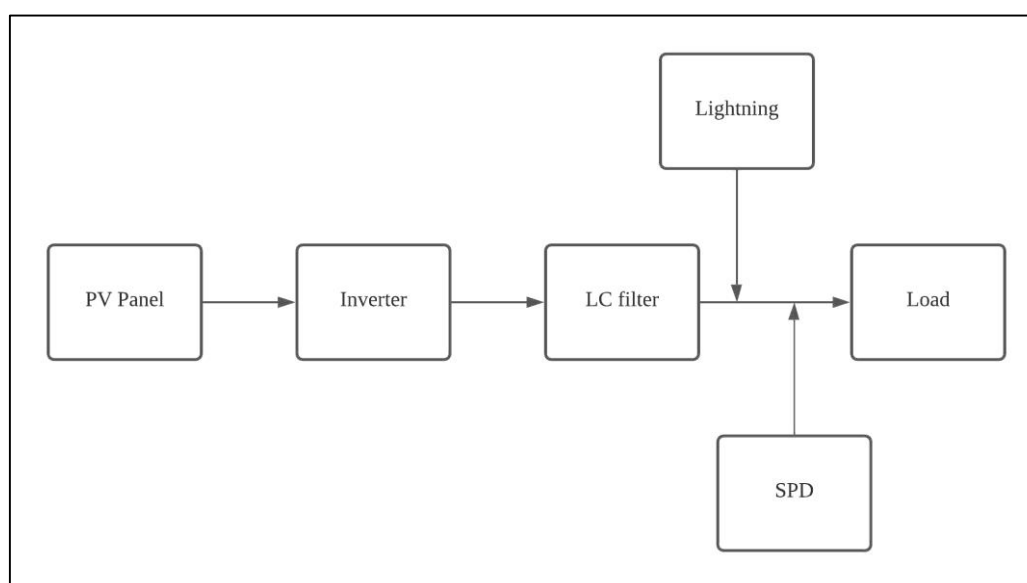 Lightning
PV Panel
Inverter
LC filter
Load
SPD